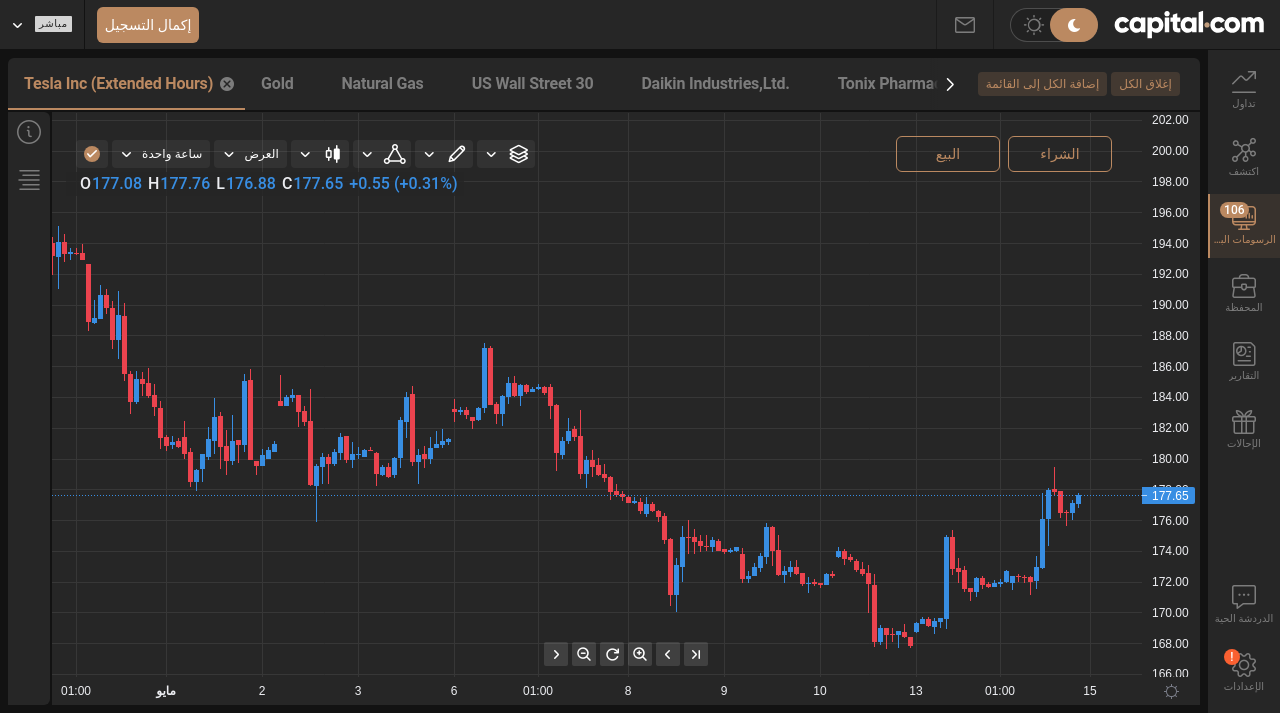 مباشر
إكمال التسجيل
capital.com
Tesla Inc (Extended Hours)
Gold
Natural Gas
US Wall Street 30
Daikin Industries,Ltd.
Tonix Pharmac
إضافة الكل إلى القائمة
إغلاق الكل
ساعة واحدة
العرض
البيع
الشراء
O177.08 H177.76 L176.88 C177.65 +0.55 (+0.31%)
202.00
200.00
198.00
196.00
194.00
192.00
190.00
188.00
186.00
184.00
182.00
180.00
177.65
176.00
174.00
172.00
170.00
168.00
166.00
01:00 مايو 2 3 6 01:00 8 9 10 13 01:00 15
تداول
اكتشف
106
الرسومات الب...
المحفظة
التقارير
الإحالات
الدردشة الحية
!
الإعدادات